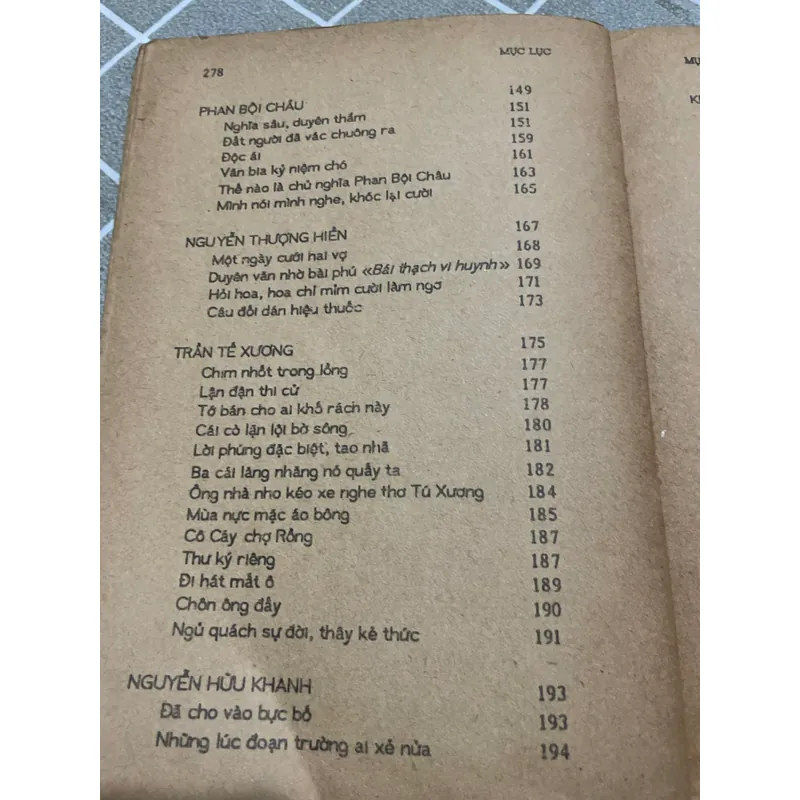 278
MỤC LỤC
PHAN BỘI CHÂU 149
Nghĩa sâu, duyên thắm 151
Đất người đã vác chuông ra 151
Độc ái 159
Văn bia kỷ niệm chó 161
Thế nào là chủ nghĩa Phan Bội Châu 163
Mình nói mình nghe, khóc lại cười 165
NGUYỄN THƯỢNG HIỀN 167
Một ngày cưới hai vợ 168
Duyên văn nhờ bài phú «Bái thạch vi huynh» 169
Hỏi hoa, hoa chỉ mỉm cười làm ngơ 171
Câu đối dán hiệu thuốc 173
TRẦN TẾ XƯƠNG 175
Chim nhốt trong lồng 177
Lận đận thi cử 177
Tớ bán cho ai khố rách này 178
Cái cò lặn lội bờ sông 180
Lời phúng đặc biệt, tao nhã 181
Ba cái lăng nhăng nó quấy ta 182
Ông nhà nho kéo xe nghe thơ Tú Xương 184
Mùa nực mặc áo bông 185
Cô Cáy chợ Rồng 187
Thư ký riêng 187
Đi hát mất ô 189
Chôn ông đấy 190
Ngủ quách sự đời, thây kẻ thức 191
NGUYỄN HỮU KHANH 193
Đã cho vào bực bồ 193
Những lúc đoạn trường ai xẻ nửa 194